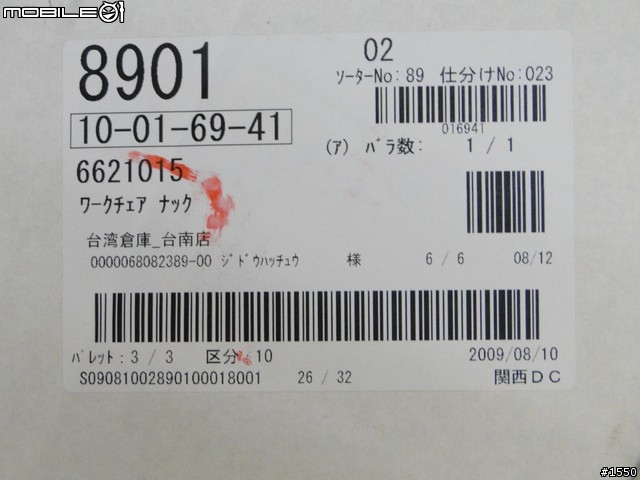 MOBILE01
8901
02
ソーターNo: 89 仕分けNo: 023
10-01-69-41
016941
(ア) バラ数: 1 / 1
6621015
ワークチェア ナック
台湾倉庫_台南店
0000068082389-00 ジドウハッチュウ 様 6 / 6 08/12
パレット: 3 / 3 区分: 10 2009/08/10
S09081002890100018001 26 / 32 関西DC
#1550